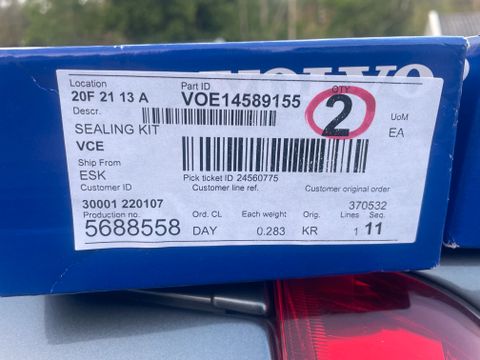 VOLVO
Location Part ID QTY
20F 21 13 A VOE14589155 2 UoM
Descr. EA
SEALING KIT
VCE
Ship From
ESK Pick ticket ID 24560775
Customer ID Customer line ref. Customer original order
30001 220107 370532
Production no. Ord. CL Each weight Orig. Lines Seq.
5688558 DAY 0.283 KR 1 11